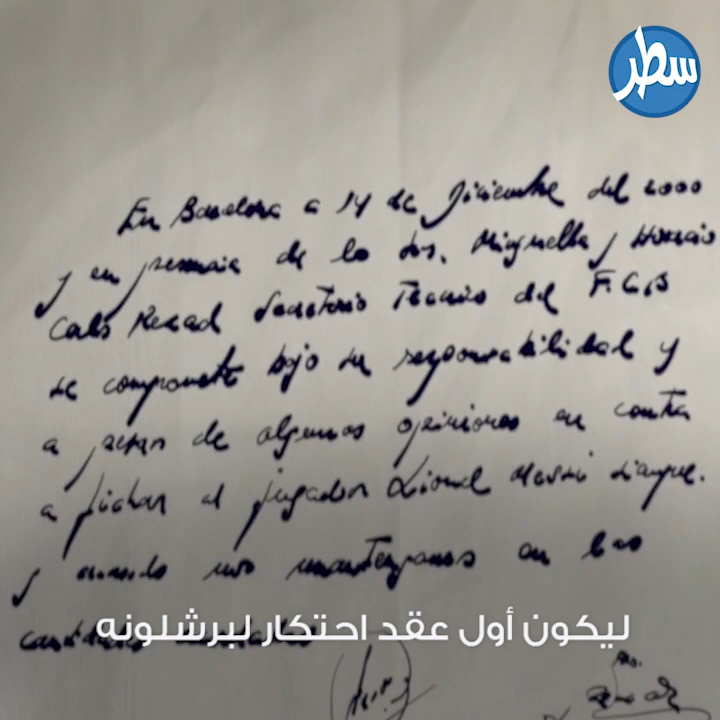 سطر
En Barcelona a 14 de Diciembre del 2000
y en presencia de los Srs. Minguella y Horacio
Carlos Rexach Secretario Tecnico del F.C.B
se compromete bajo su responsabilidad y
a pesar de algunas opiniones en contra
a fichar al jugador Lionel Messi siempre
y cuando nos mantengamos en las
ليكون أول عقد احتكار لبرشلونه